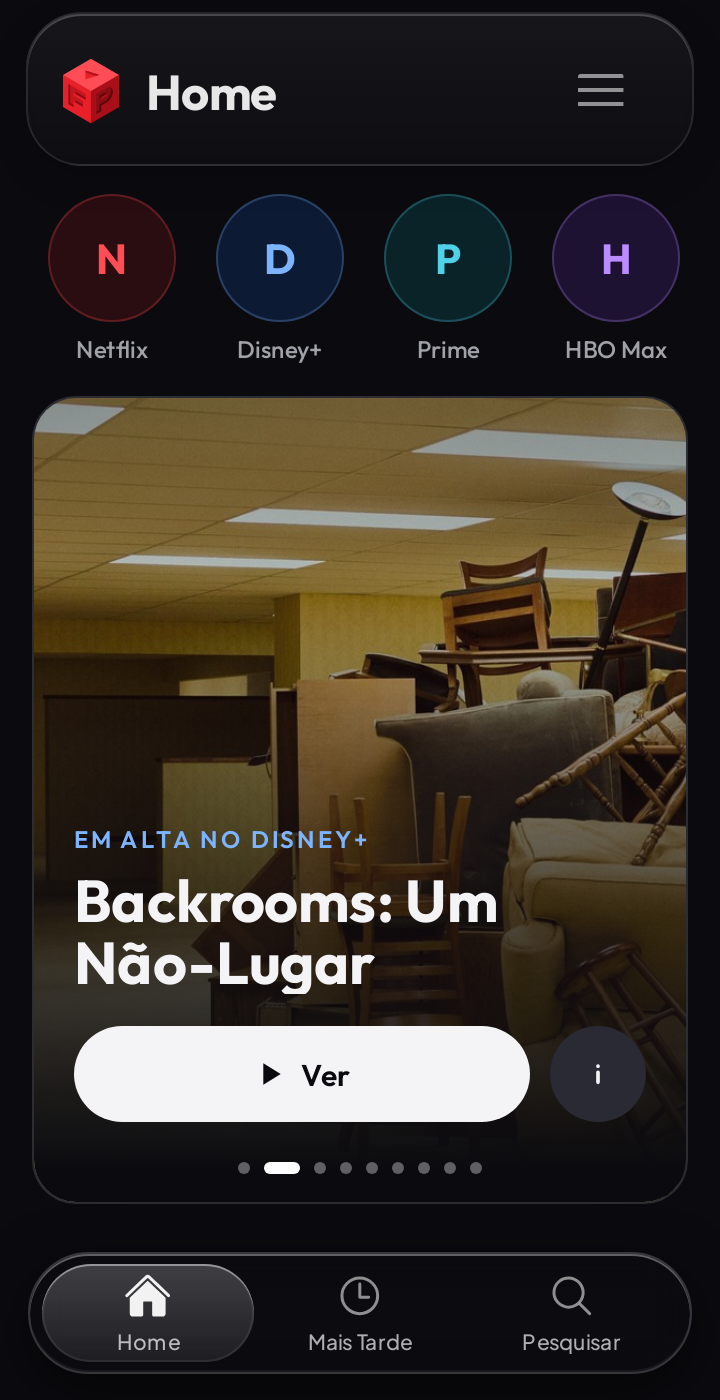 FP
Home
N
D
P
H
Netflix
Disney+
Prime
HBO Max
EM ALTA NO DISNEY+
Backrooms: Um
Não-Lugar
Ver
i
Home
Mais Tarde
Pesquisar